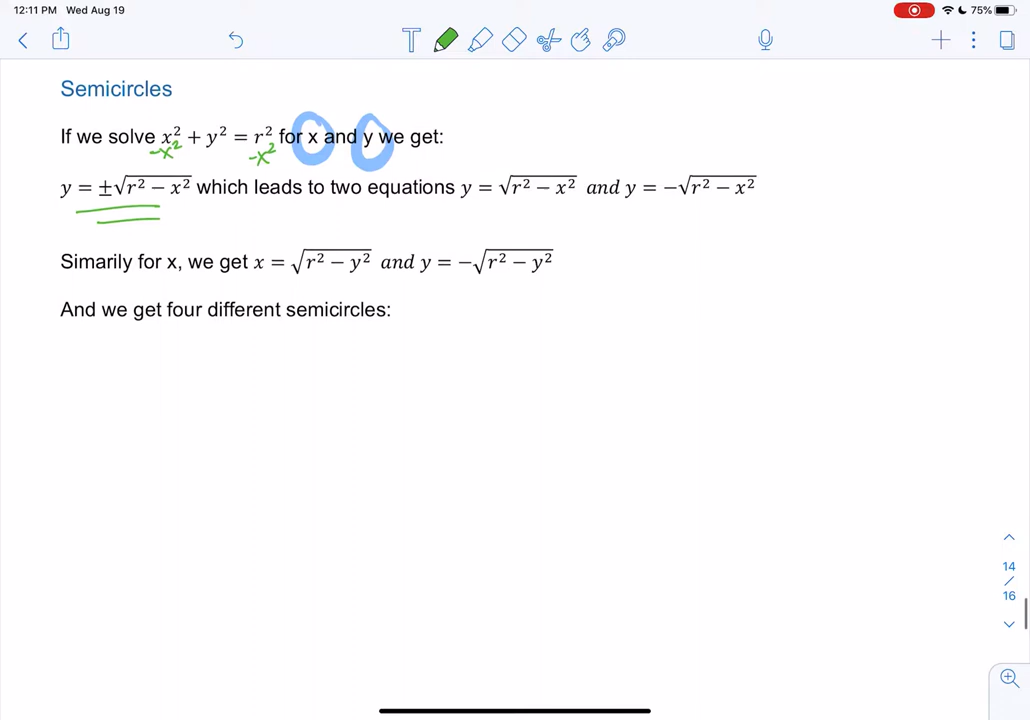 12:11 PM Wed Aug 19
75%
T
Semicircles
If we solve x² + y² = r² for x and y we get:
-x² -x²
y = ±√r² − x² which leads to two equations y = √r² − x² and y = −√r² − x²
Simarily for x, we get x = √r² − y² and y = −√r² − y²
And we get four different semicircles:
14
/
16